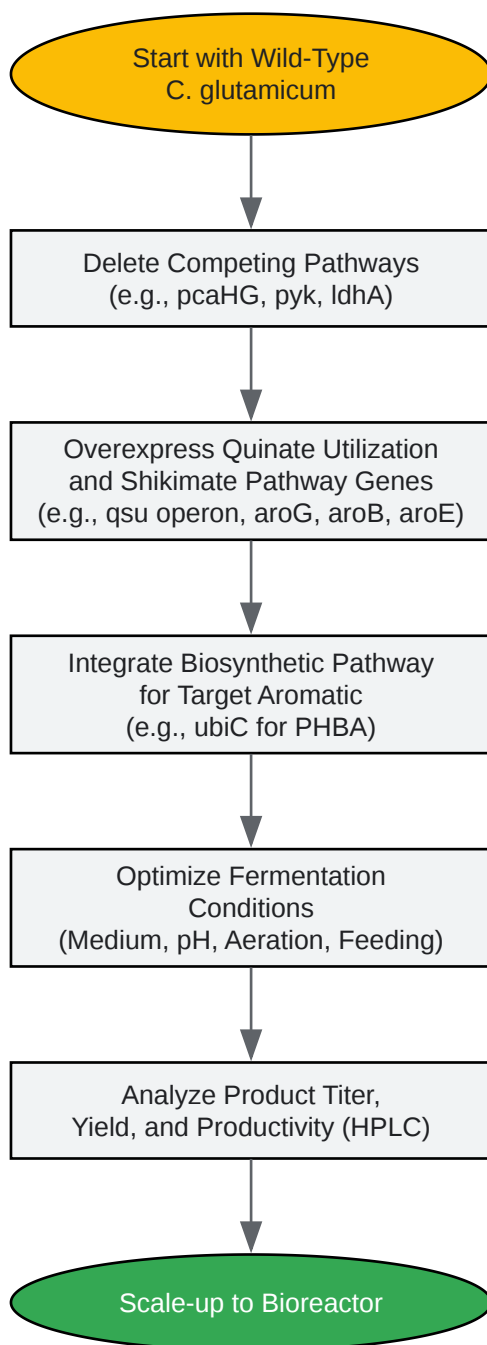 Start with Wild-Type
C. glutamicum
Delete Competing Pathways
(e.g., pcaHG, pyk, ldhA)
Overexpress Quinate Utilization
and Shikimate Pathway Genes
(e.g., qsu operon, aroG, aroB, aroE)
Integrate Biosynthetic Pathway
for Target Aromatic
(e.g., ubiC for PHBA)
Optimize Fermentation
Conditions
(Medium, pH, Aeration, Feeding)
Analyze Product Titer,
Yield, and Productivity (HPLC)
Scale-up to Bioreactor